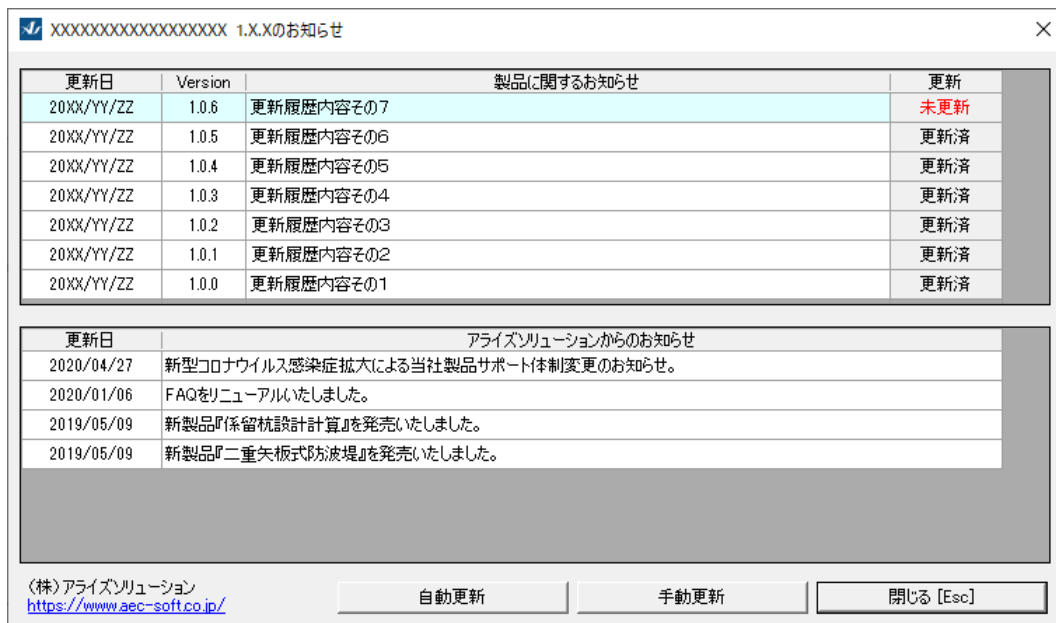 XXXXXXXXXXXXXXXXXX 1.X.Xのお知らせ
更新日 Version 製品に関するお知らせ 更新
20XX/YY/ZZ 1.0.6 更新履歴内容その7 未更新
20XX/YY/ZZ 1.0.5 更新履歴内容その6 更新済
20XX/YY/ZZ 1.0.4 更新履歴内容その5 更新済
20XX/YY/ZZ 1.0.3 更新履歴内容その4 更新済
20XX/YY/ZZ 1.0.2 更新履歴内容その3 更新済
20XX/YY/ZZ 1.0.1 更新履歴内容その2 更新済
20XX/YY/ZZ 1.0.0 更新履歴内容その1 更新済
更新日 アライズソリューションからのお知らせ
2020/04/27 新型コロナウイルス感染症拡大による当社製品サポート体制変更のお知らせ。
2020/01/06 FAQをリニューアルいたしました。
2019/05/09 新製品『係留杭設計計算』を発売いたしました。
2019/05/09 新製品『二重矢板式防波堤』を発売いたしました。
(株)アライズソリューション
https://www.aec-soft.co.jp/
自動更新 手動更新 閉じる [Esc]